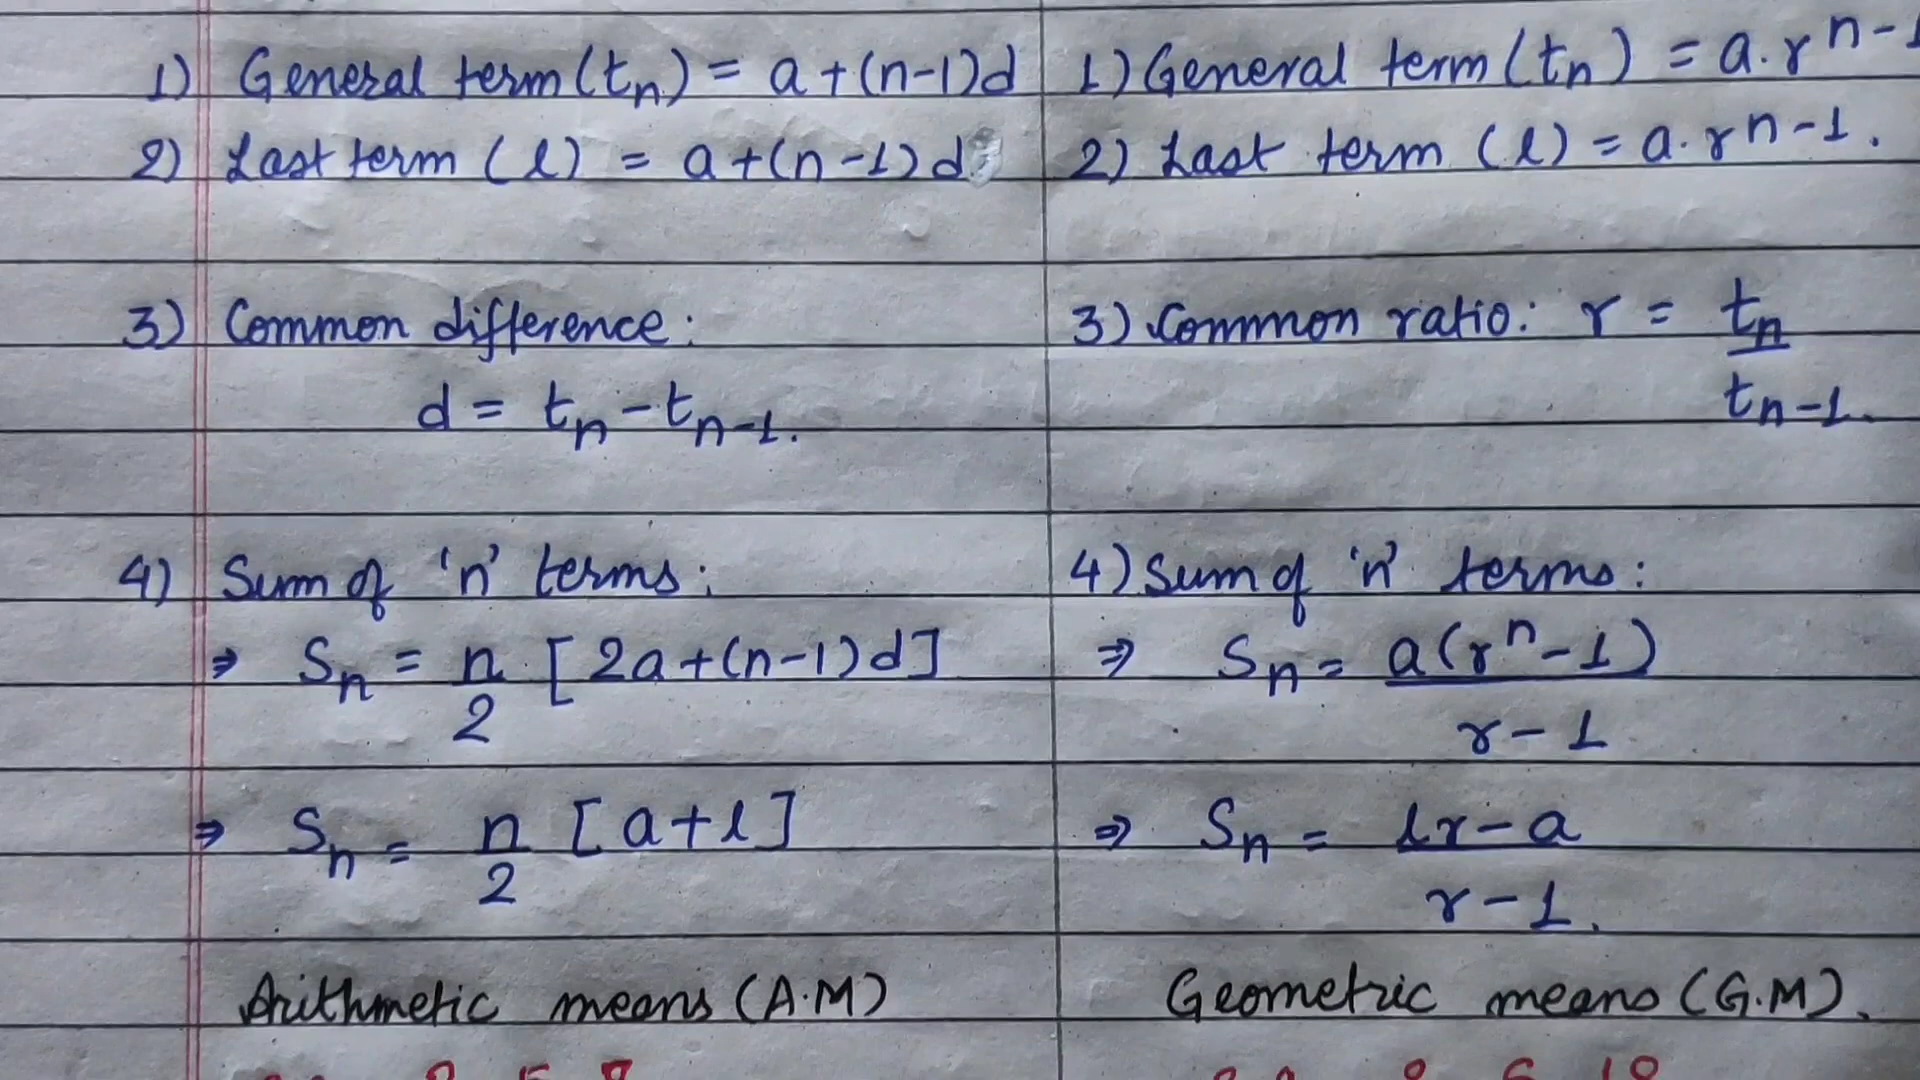 1) General term (tn) = a + (n-1)d
2) Last term (l) = a + (n-1)d
3) Common difference:
d = tn - tn-1.
4) Sum of 'n' terms:
⇒ Sn = n/2 [2a + (n-1)d]
⇒ Sn = n/2 [a + l]
Arithmetic means (A.M)
1) General term (tn) = a. r^n-1
2) Last term (l) = a. r^n-1.
3) Common ratio: r = tn / tn-1.
4) Sum of 'n' terms:
⇒ Sn = a(r^n - 1) / r - 1
⇒ Sn = lr - a / r - 1.
Geometric means (G.M).